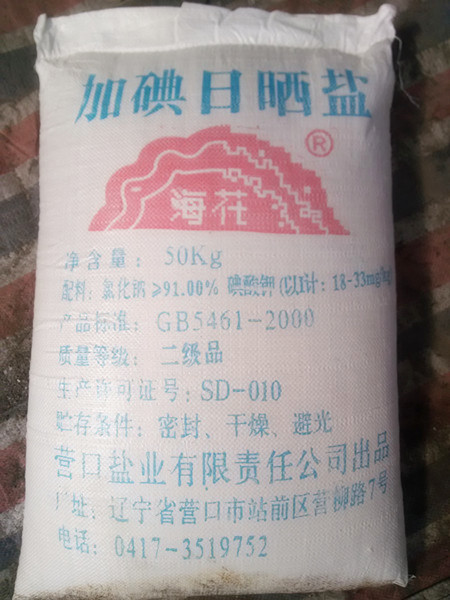 加碘日晒盐
®
海花
净含量：50Kg
配料：氯化钠≥91.00% 碘酸钾(以I计：18-33mg/kg)
产品标准：GB5461-2000
质量等级：二级品
生产许可证号：SD-010
贮存条件：密封、干燥、避光
营口盐业有限责任公司出品
厂址：辽宁省营口市站前区营柳路7号
电话：0417-3519752